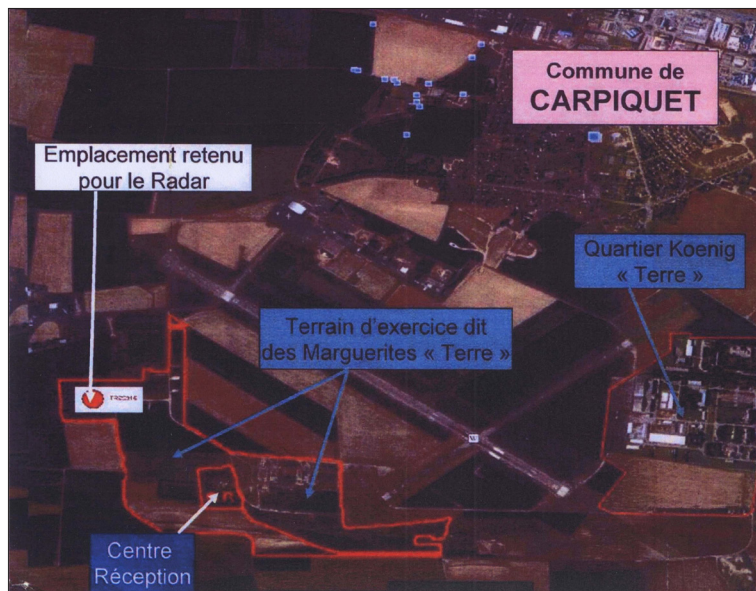 Commune de
CARPIQUET
Emplacement retenu
pour le Radar
Quartier Koenig
« Terre »
Terrain d'exercice dit
des Marguerites « Terre »
Centre
Réception